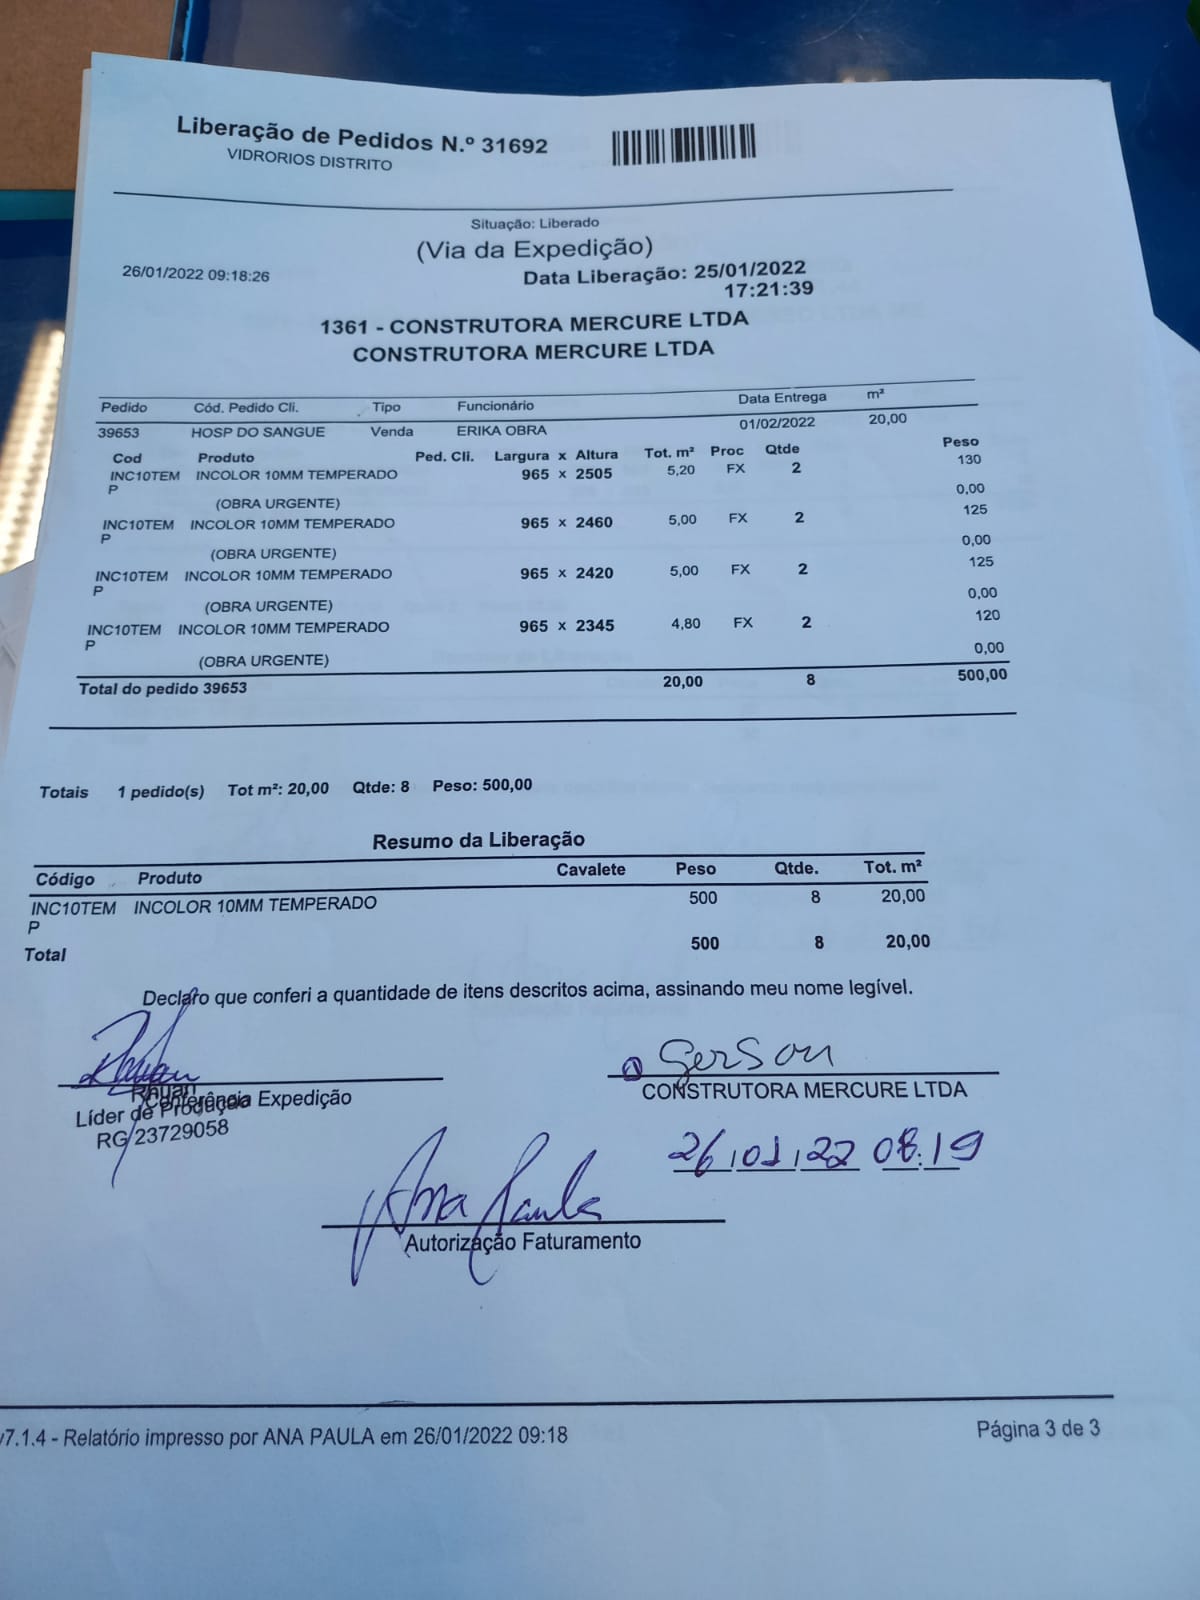 Liberação de Pedidos N.º 31692
VIDRORIOS DISTRITO
Situação: Liberado
(Via da Expedição)
26/01/2022 09:18:26
Data Liberação: 25/01/2022
17:21:39
1361 - CONSTRUTORA MERCURE LTDA
CONSTRUTORA MERCURE LTDA
Pedido Cód. Pedido Cli. Tipo Funcionário Data Entrega m²
39653 HOSP DO SANGUE Venda ERIKA OBRA 01/02/2022 20,00
Cod Produto Ped. Cli. Largura x Altura Tot. m² Proc Qtde Peso
INC10TEM INCOLOR 10MM TEMPERADO 965 x 2505 5,20 FX 2 130
P
(OBRA URGENTE) 0,00
INC10TEM INCOLOR 10MM TEMPERADO 965 x 2460 5,00 FX 2 125
P
(OBRA URGENTE) 0,00
INC10TEM INCOLOR 10MM TEMPERADO 965 x 2420 5,00 FX 2 125
P
(OBRA URGENTE) 0,00
INC10TEM INCOLOR 10MM TEMPERADO 965 x 2345 4,80 FX 2 120
P
(OBRA URGENTE) 0,00
Total do pedido 39653 20,00 8 500,00
Totais 1 pedido(s) Tot m²: 20,00 Qtde: 8 Peso: 500,00
Resumo da Liberação
Código Produto Cavalete Peso Qtde. Tot. m²
INC10TEM INCOLOR 10MM TEMPERADO 500 8 20,00
P
Total 500 8 20,00
Declaro que conferi a quantidade de itens descritos acima, assinando meu nome legível.
Rhuan Gerson
Rhuan
Conferência Expedição CONSTRUTORA MERCURE LTDA
Líder de Produção
RG 23729058
26/01/22 08:19
Ana Paula
Autorização Faturamento
v7.1.4 - Relatório impresso por ANA PAULA em 26/01/2022 09:18
Página 3 de 3